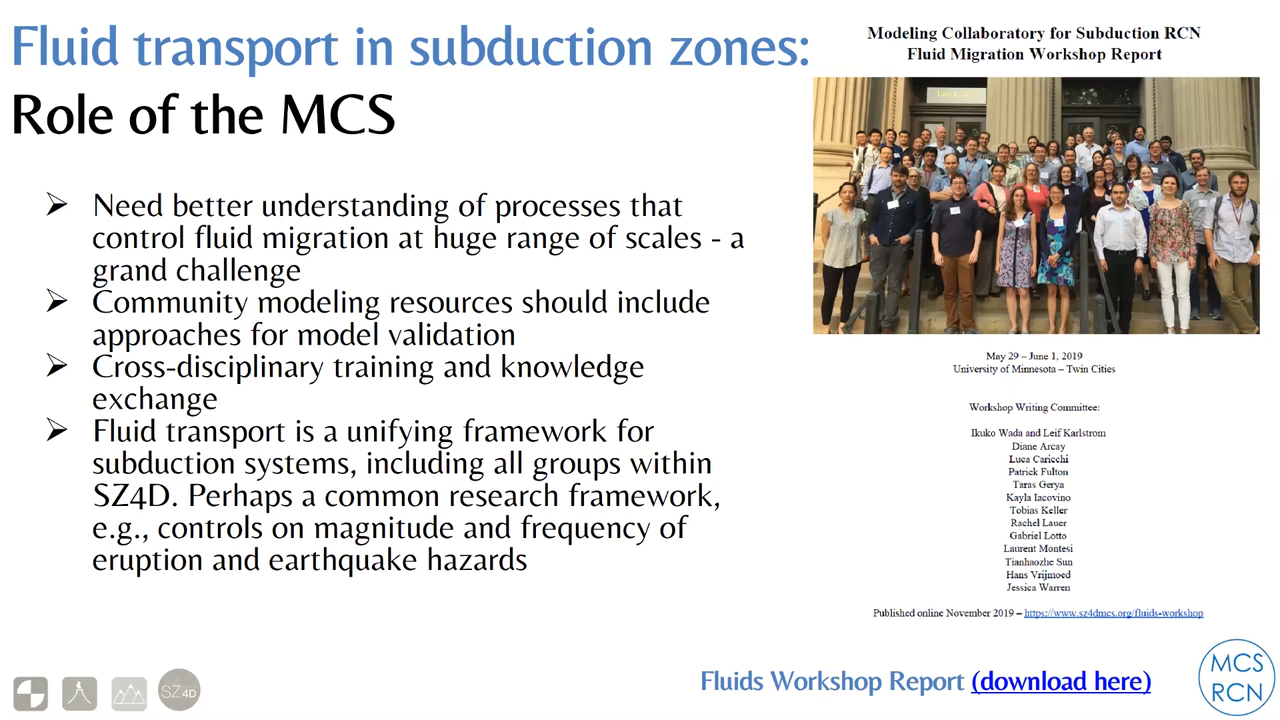 Fluid transport in subduction zones:
Role of the MCS
➢ Need better understanding of processes that
control fluid migration at huge range of scales - a
grand challenge
➢ Community modeling resources should include
approaches for model validation
➢ Cross-disciplinary training and knowledge
exchange
➢ Fluid transport is a unifying framework for
subduction systems, including all groups within
SZ4D. Perhaps a common research framework,
e.g., controls on magnitude and frequency of
eruption and earthquake hazards
Modeling Collaboratory for Subduction RCN
Fluid Migration Workshop Report
May 29 – June 1, 2019
University of Minnesota – Twin Cities
Workshop Writing Committee:
Ikuko Wada and Leif Karlstrom
Diane Arcay
Luca Caricchi
Patrick Fulton
Taras Gerya
Kayla Iacovino
Tobias Keller
Rachel Lauer
Gabriel Lotto
Laurent Montesi
Tianhaozhe Sun
Hans Vrijmoed
Jessica Warren
Published online November 2019 – https://www.sz4dmcs.org/fluids-workshop
SZ4D
Fluids Workshop Report (download here)
MCS
RCN